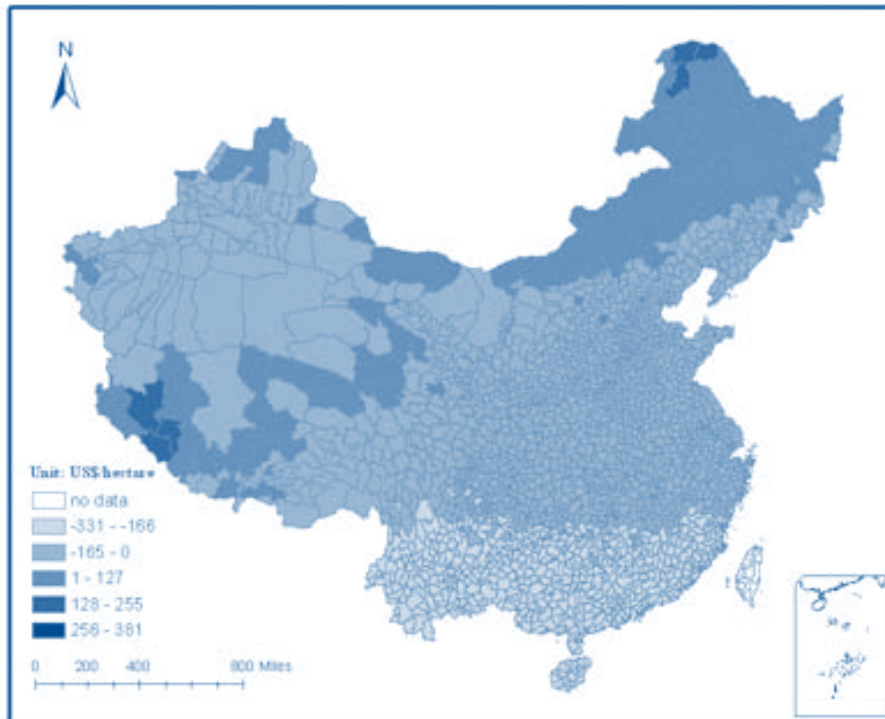 N
Unit: US$/hectare
no data
-331 - -166
-165 - 0
1 - 127
128 - 255
256 - 381
0 200 400 800 Miles